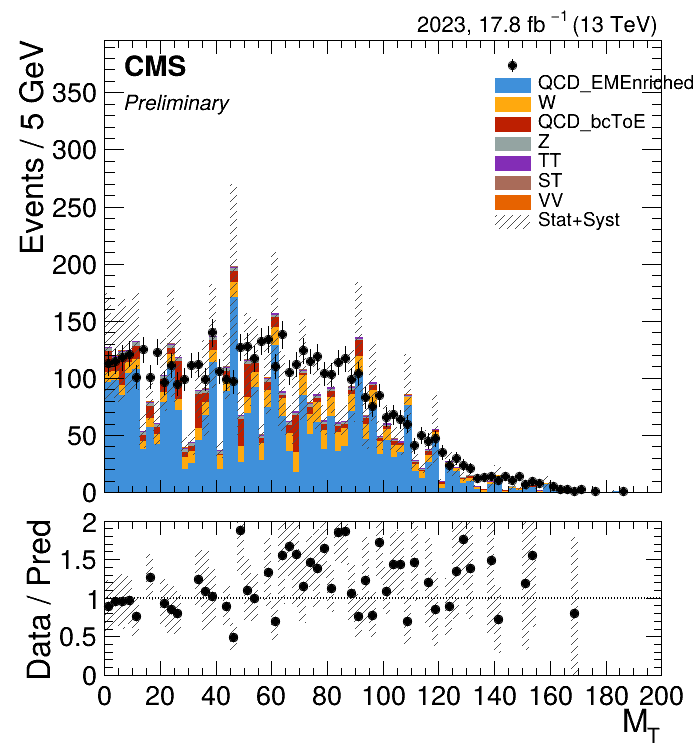 2023, 17.8 fb⁻¹ (13 TeV)
CMS
Preliminary
QCD_EMEnriched
W
QCD_bcToE
Z
TT
ST
VV
Stat+Syst
Events / 5 GeV
350
300
250
200
150
100
50
0
Data / Pred
2
1.5
1
0.5
0
0 20 40 60 80 100 120 140 160 180 200
M_T